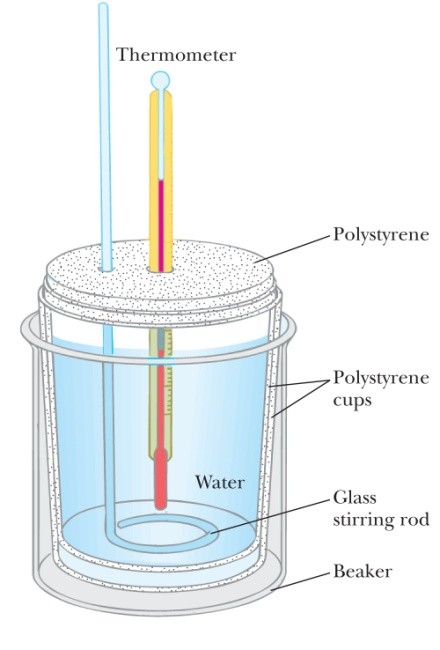 Thermometer
Polystyrene
Polystyrene
cups
Water
Glass
stirring rod
Beaker